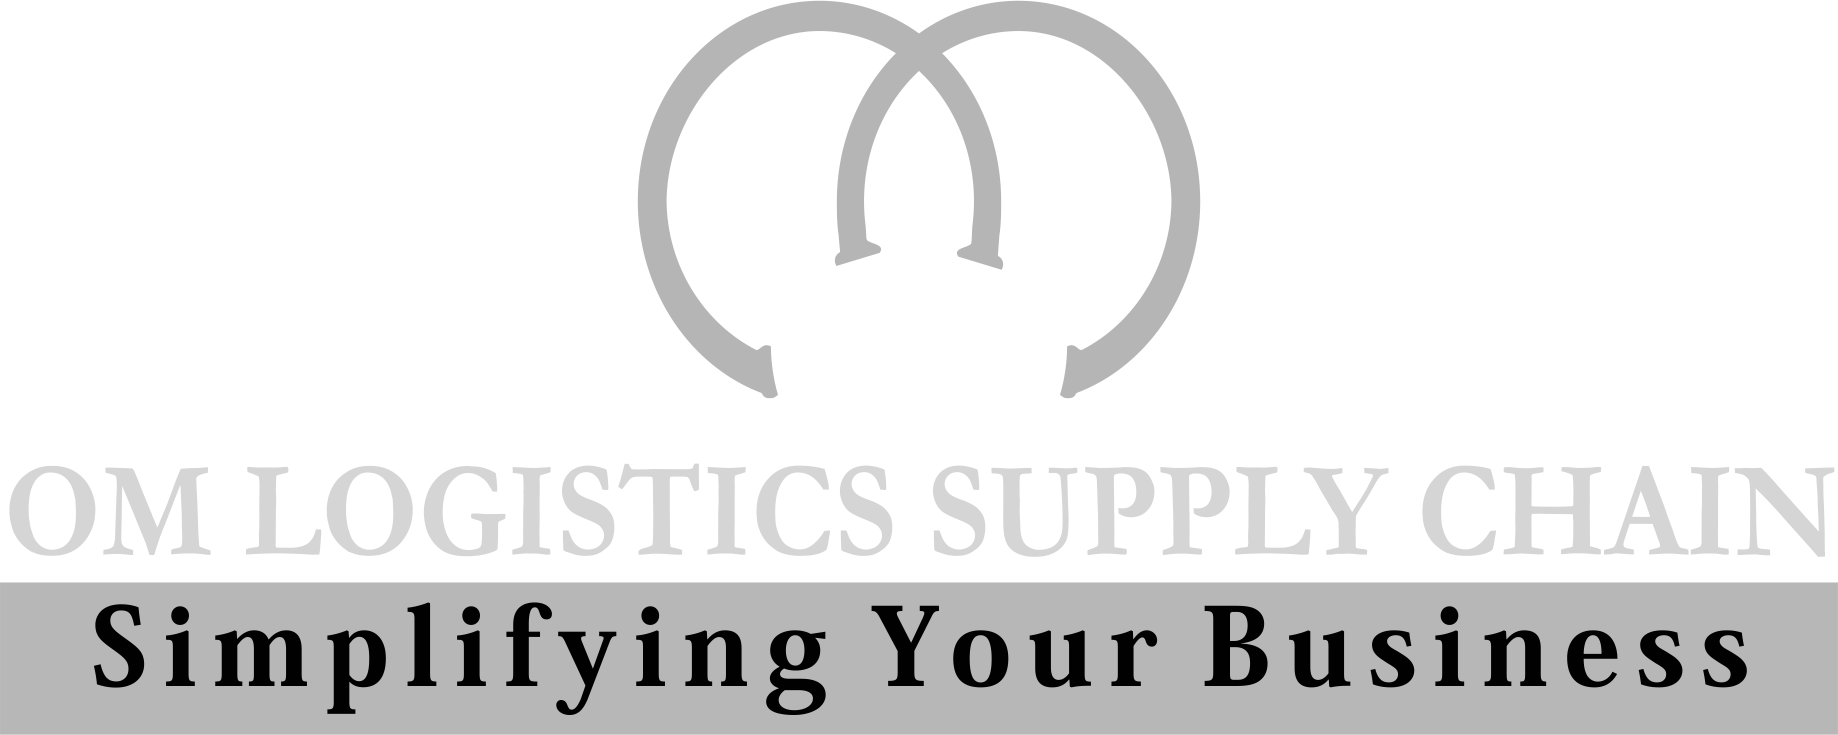 OM LOGISTICS SUPPLY CHAIN
Simplifying Your Business